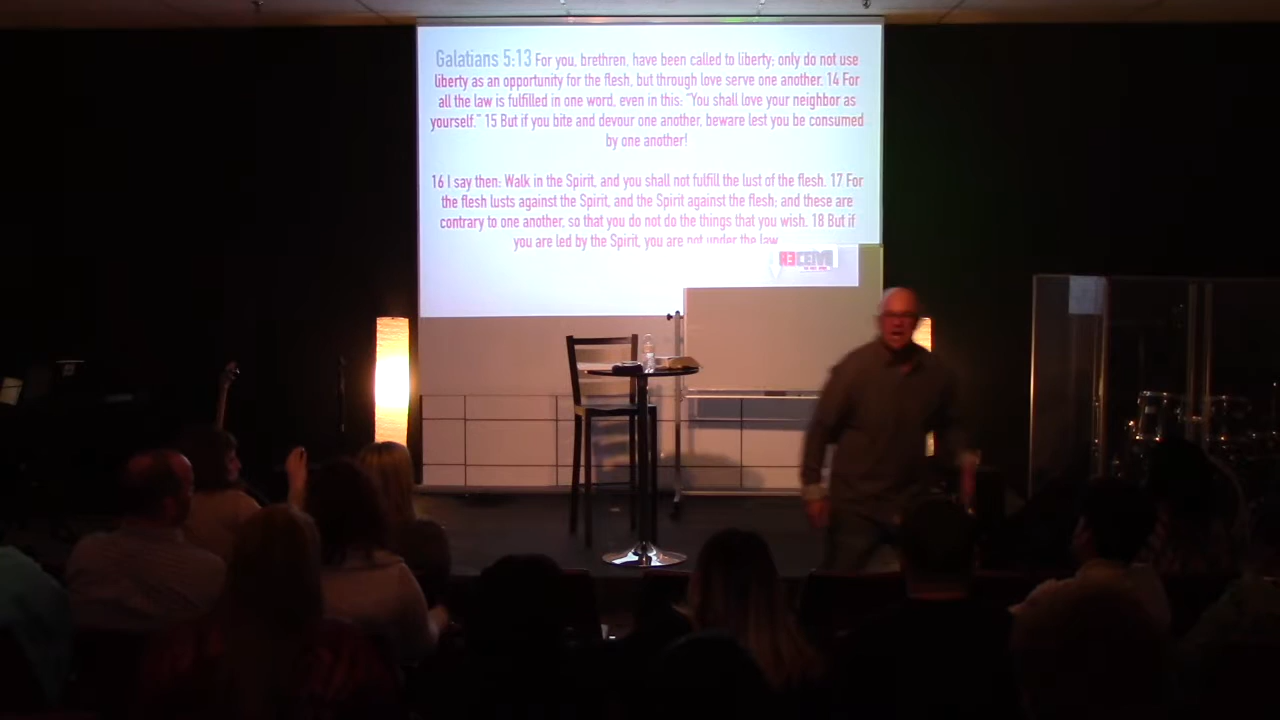 Galatians 5:13 For you, brethren, have been called to liberty; only do not use
liberty as an opportunity for the flesh, but through love serve one another. 14 For
all the law is fulfilled in one word, even in this: "You shall love your neighbor as
yourself." 15 But if you bite and devour one another, beware lest you be consumed
by one another!
16 I say then: Walk in the Spirit, and you shall not fulfill the lust of the flesh. 17 For
the flesh lusts against the Spirit, and the Spirit against the flesh; and these are
contrary to one another, so that you do not do the things that you wish. 18 But if
you are led by the Spirit, you are not under the law